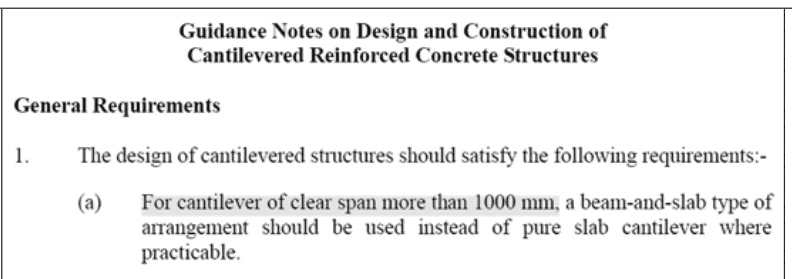 Guidance Notes on Design and Construction of
Cantilevered Reinforced Concrete Structures
General Requirements
1. The design of cantilevered structures should satisfy the following requirements:-
(a) For cantilever of clear span more than 1000 mm, a beam-and-slab type of
arrangement should be used instead of pure slab cantilever where
practicable.